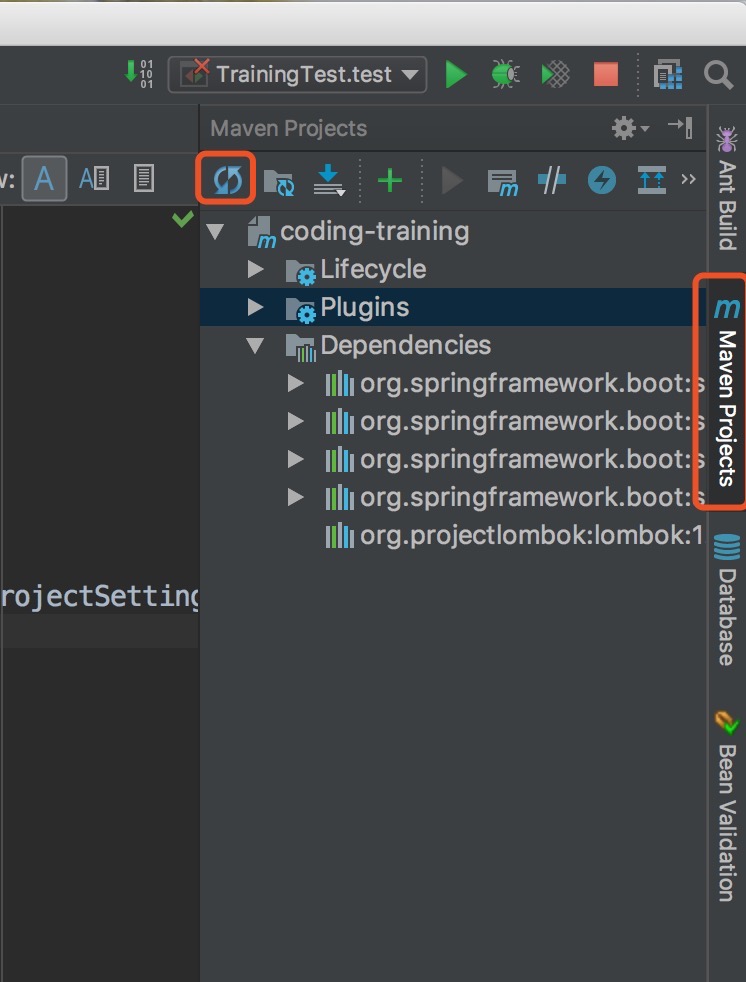 TrainingTest.test
Maven Projects
w:
coding-training
Lifecycle
Plugins
Dependencies
org.springframework.boot:s
org.springframework.boot:s
org.springframework.boot:s
org.springframework.boot:s
org.projectlombok:lombok:1
rojectSetting
Ant Build
Maven Projects
Database
Bean Validation